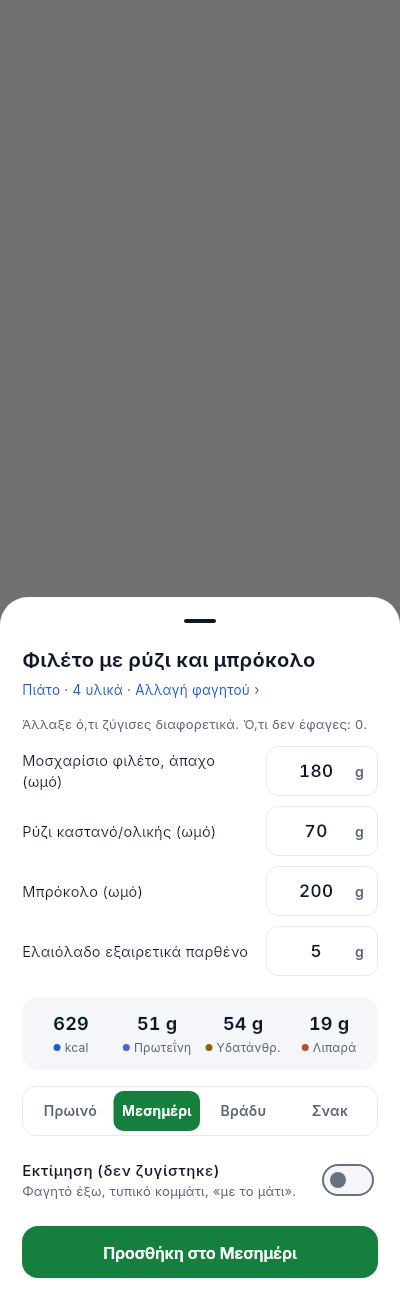 Φιλέτο με ρύζι και μπρόκολο
Πιάτο · 4 υλικά · Αλλαγή φαγητού ›
Άλλαξε ό,τι ζύγισες διαφορετικά. Ό,τι δεν έφαγες: 0.
Μοσχαρίσιο φιλέτο, άπαχο
(ωμό)
180 g
Ρύζι καστανό/ολικής (ωμό)
70 g
Μπρόκολο (ωμό)
200 g
Ελαιόλαδο εξαιρετικά παρθένο
5 g
629 51 g 54 g 19 g
kcal Πρωτεΐνη Υδατάνθρ. Λιπαρά
Πρωινό Μεσημέρι Βράδυ Σνακ
Εκτίμηση (δεν ζυγίστηκε)
Φαγητό έξω, τυπικό κομμάτι, «με το μάτι».
Προσθήκη στο Μεσημέρι